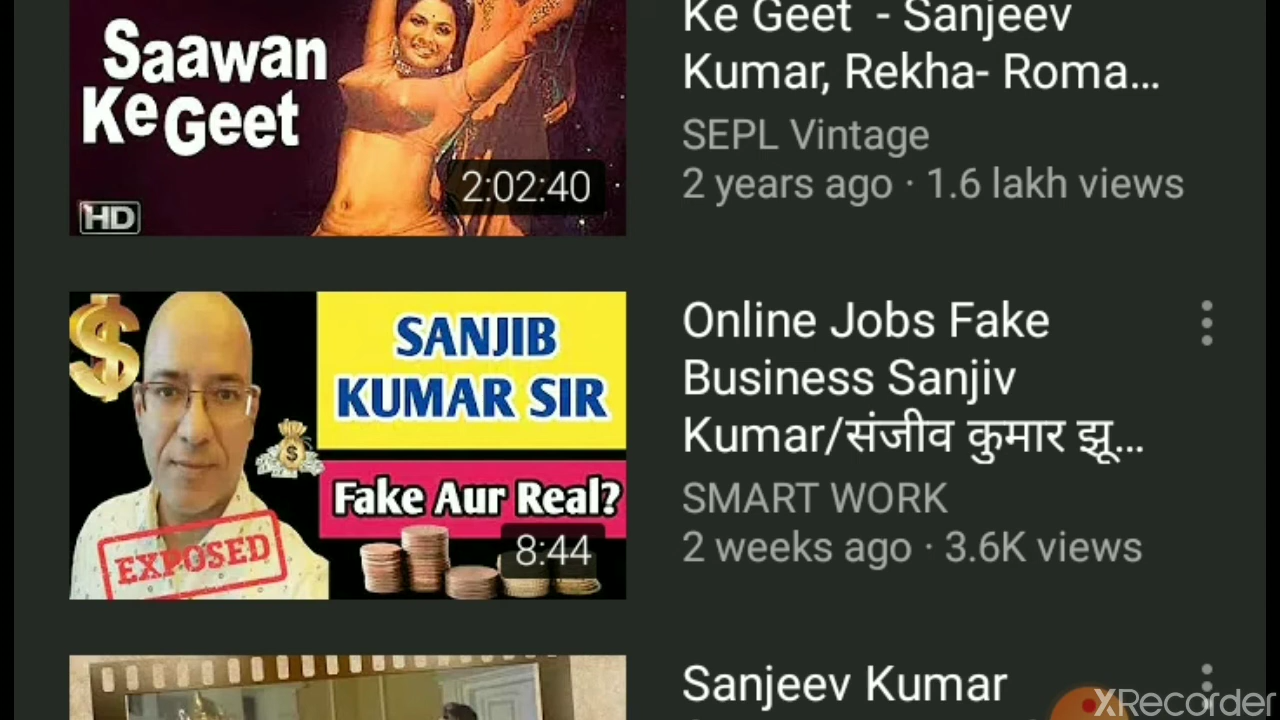 Saawan
Ke Geet
2:02:40
HD
Ke Geet - Sanjeev
Kumar, Rekha- Roma...
SEPL Vintage
2 years ago · 1.6 lakh views
$
SANJIB
KUMAR SIR
$
Fake Aur Real?
EXPOSED
8:44
Online Jobs Fake
Business Sanjiv
Kumar/संजीव कुमार झू...
SMART WORK
2 weeks ago · 3.6K views
Sanjeev Kumar
XRecorder